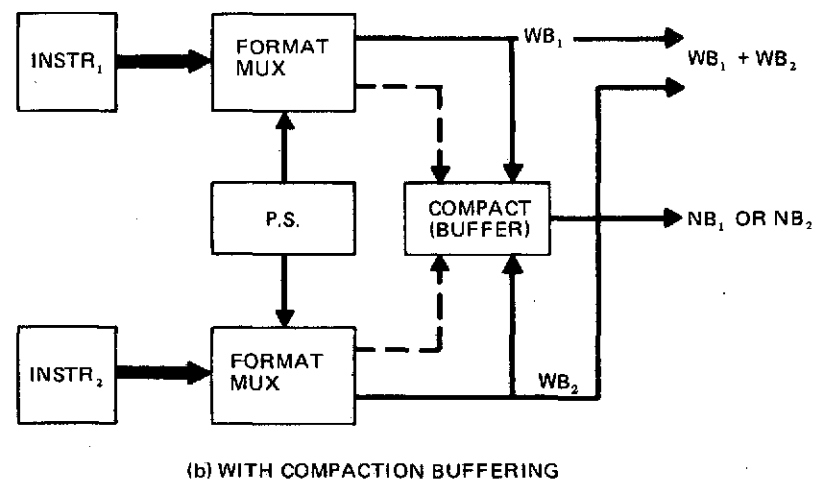 INSTR₁
FORMAT
MUX
WB₁
WB₁ + WB₂
P.S.
COMPACT
(BUFFER)
NB₁ OR NB₂
INSTR₂
FORMAT
MUX
WB₂
(b) WITH COMPACTION BUFFERING